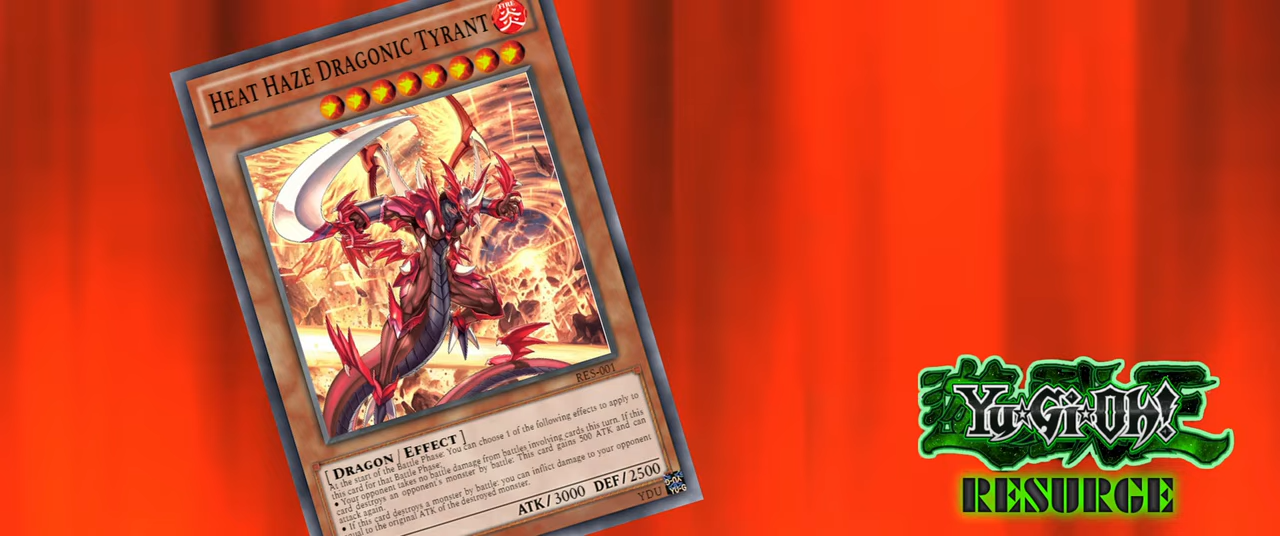 HEAT HAZE DRAGONIC TYRANT
FIRE
炎
RES-001
[ DRAGON / EFFECT ]
At the start of the Battle Phase: You can choose 1 of the following effects to apply to
this card for that Battle Phase:
• Your opponent takes no battle damage from battles involving cards this turn. If this
card destroys an opponent's monster by battle: This card gains 500 ATK and can
attack again.
• If this card destroys a monster by battle: you can inflict damage to your opponent
equal to the original ATK of the destroyed monster.
ATK/3000 DEF/2500
YDU
遊戯王
Yu-Gi-Oh!
RESURGE